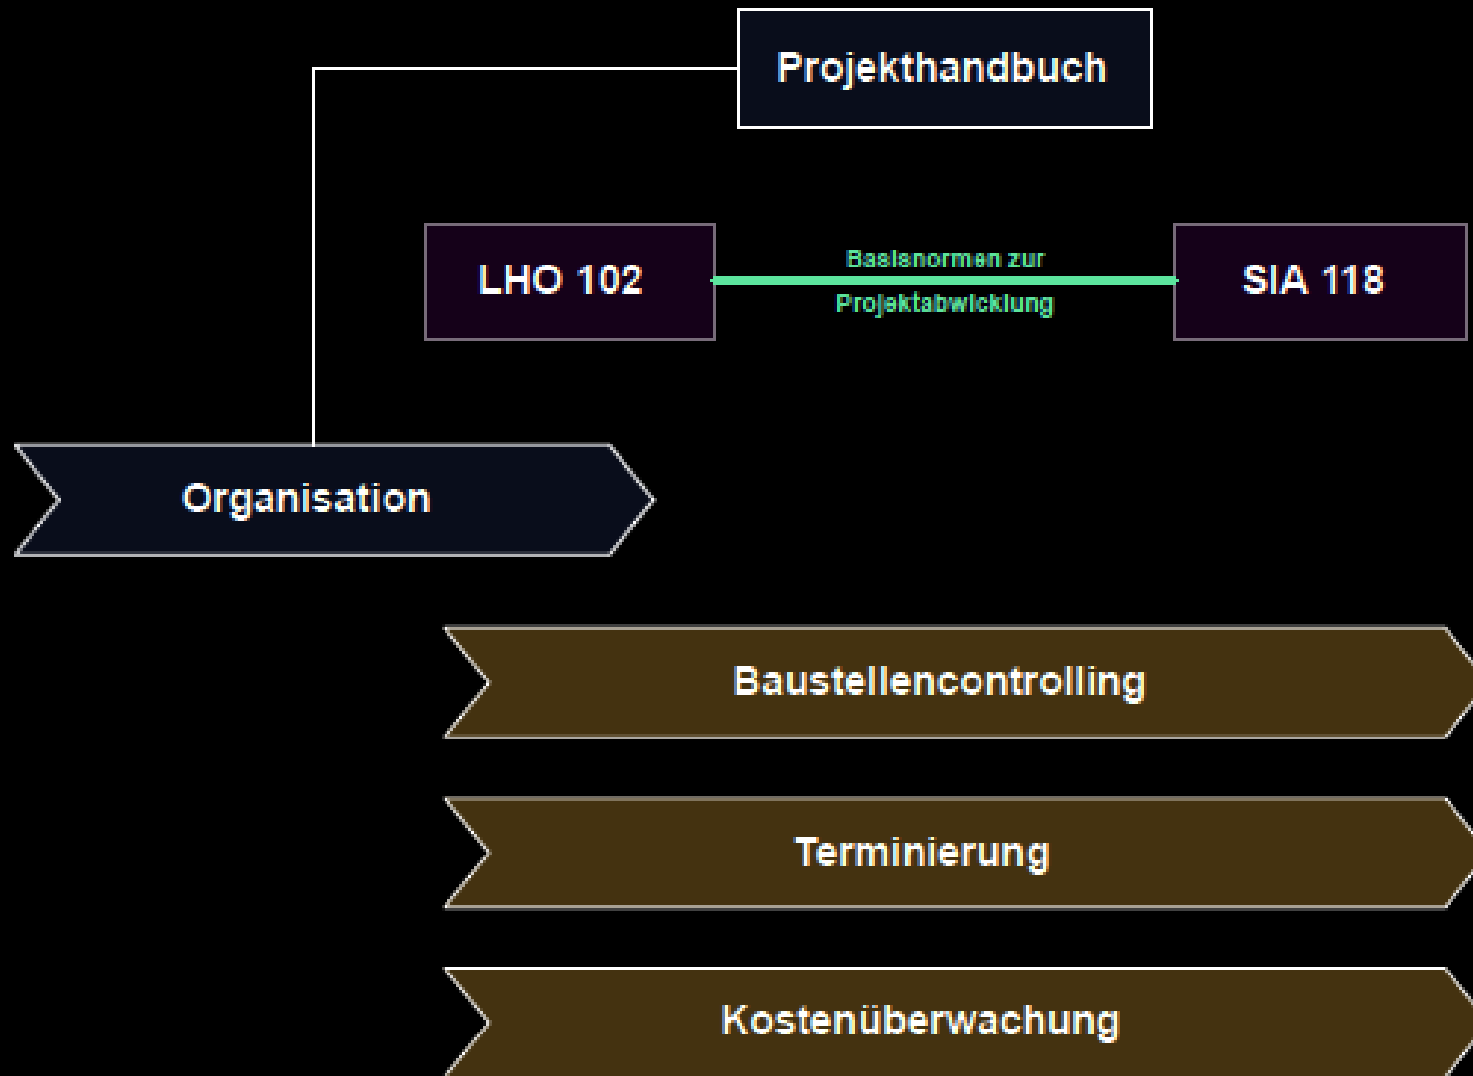 Projekthandbuch
LHO 102
Basisnormen zur
Projektabwicklung
SIA 118
Organisation
Baustellencontrolling
Terminierung
Kostenüberwachung